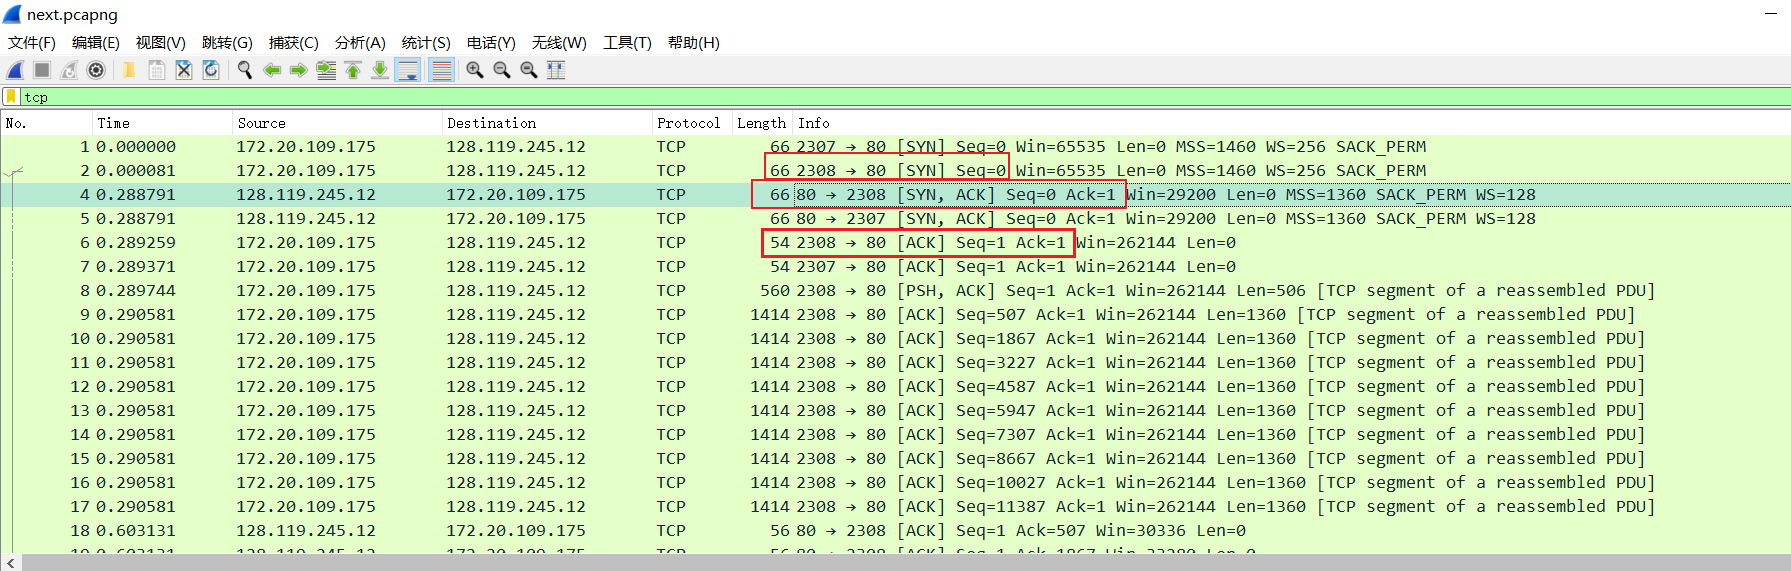 next.pcapng
文件(F) 编辑(E) 视图(V) 跳转(G) 捕获(C) 分析(A) 统计(S) 电话(Y) 无线(W) 工具(T) 帮助(H)
tcp
No. Time Source Destination Protocol Length Info
1 0.000000 172.20.109.175 128.119.245.12 TCP 66 2307 → 80 [SYN] Seq=0 Win=65535 Len=0 MSS=1460 WS=256 SACK_PERM
2 0.000081 172.20.109.175 128.119.245.12 TCP 66 2308 → 80 [SYN] Seq=0 Win=65535 Len=0 MSS=1460 WS=256 SACK_PERM
4 0.288791 128.119.245.12 172.20.109.175 TCP 66 80 → 2308 [SYN, ACK] Seq=0 Ack=1 Win=29200 Len=0 MSS=1360 SACK_PERM WS=128
5 0.288791 128.119.245.12 172.20.109.175 TCP 66 80 → 2307 [SYN, ACK] Seq=0 Ack=1 Win=29200 Len=0 MSS=1360 SACK_PERM WS=128
6 0.289259 172.20.109.175 128.119.245.12 TCP 54 2308 → 80 [ACK] Seq=1 Ack=1 Win=262144 Len=0
7 0.289371 172.20.109.175 128.119.245.12 TCP 54 2307 → 80 [ACK] Seq=1 Ack=1 Win=262144 Len=0
8 0.289744 172.20.109.175 128.119.245.12 TCP 560 2308 → 80 [PSH, ACK] Seq=1 Ack=1 Win=262144 Len=506 [TCP segment of a reassembled PDU]
9 0.290581 172.20.109.175 128.119.245.12 TCP 1414 2308 → 80 [ACK] Seq=507 Ack=1 Win=262144 Len=1360 [TCP segment of a reassembled PDU]
10 0.290581 172.20.109.175 128.119.245.12 TCP 1414 2308 → 80 [ACK] Seq=1867 Ack=1 Win=262144 Len=1360 [TCP segment of a reassembled PDU]
11 0.290581 172.20.109.175 128.119.245.12 TCP 1414 2308 → 80 [ACK] Seq=3227 Ack=1 Win=262144 Len=1360 [TCP segment of a reassembled PDU]
12 0.290581 172.20.109.175 128.119.245.12 TCP 1414 2308 → 80 [ACK] Seq=4587 Ack=1 Win=262144 Len=1360 [TCP segment of a reassembled PDU]
13 0.290581 172.20.109.175 128.119.245.12 TCP 1414 2308 → 80 [ACK] Seq=5947 Ack=1 Win=262144 Len=1360 [TCP segment of a reassembled PDU]
14 0.290581 172.20.109.175 128.119.245.12 TCP 1414 2308 → 80 [ACK] Seq=7307 Ack=1 Win=262144 Len=1360 [TCP segment of a reassembled PDU]
15 0.290581 172.20.109.175 128.119.245.12 TCP 1414 2308 → 80 [ACK] Seq=8667 Ack=1 Win=262144 Len=1360 [TCP segment of a reassembled PDU]
16 0.290581 172.20.109.175 128.119.245.12 TCP 1414 2308 → 80 [ACK] Seq=10027 Ack=1 Win=262144 Len=1360 [TCP segment of a reassembled PDU]
17 0.290581 172.20.109.175 128.119.245.12 TCP 1414 2308 → 80 [ACK] Seq=11387 Ack=1 Win=262144 Len=1360 [TCP segment of a reassembled PDU]
18 0.603131 128.119.245.12 172.20.109.175 TCP 56 80 → 2308 [ACK] Seq=1 Ack=507 Win=30336 Len=0
19 0.603131 128.119.245.12 172.20.109.175 TCP 56 80 → 2308 [ACK] Seq=1 Ack=1867 Win=33280 Len=0